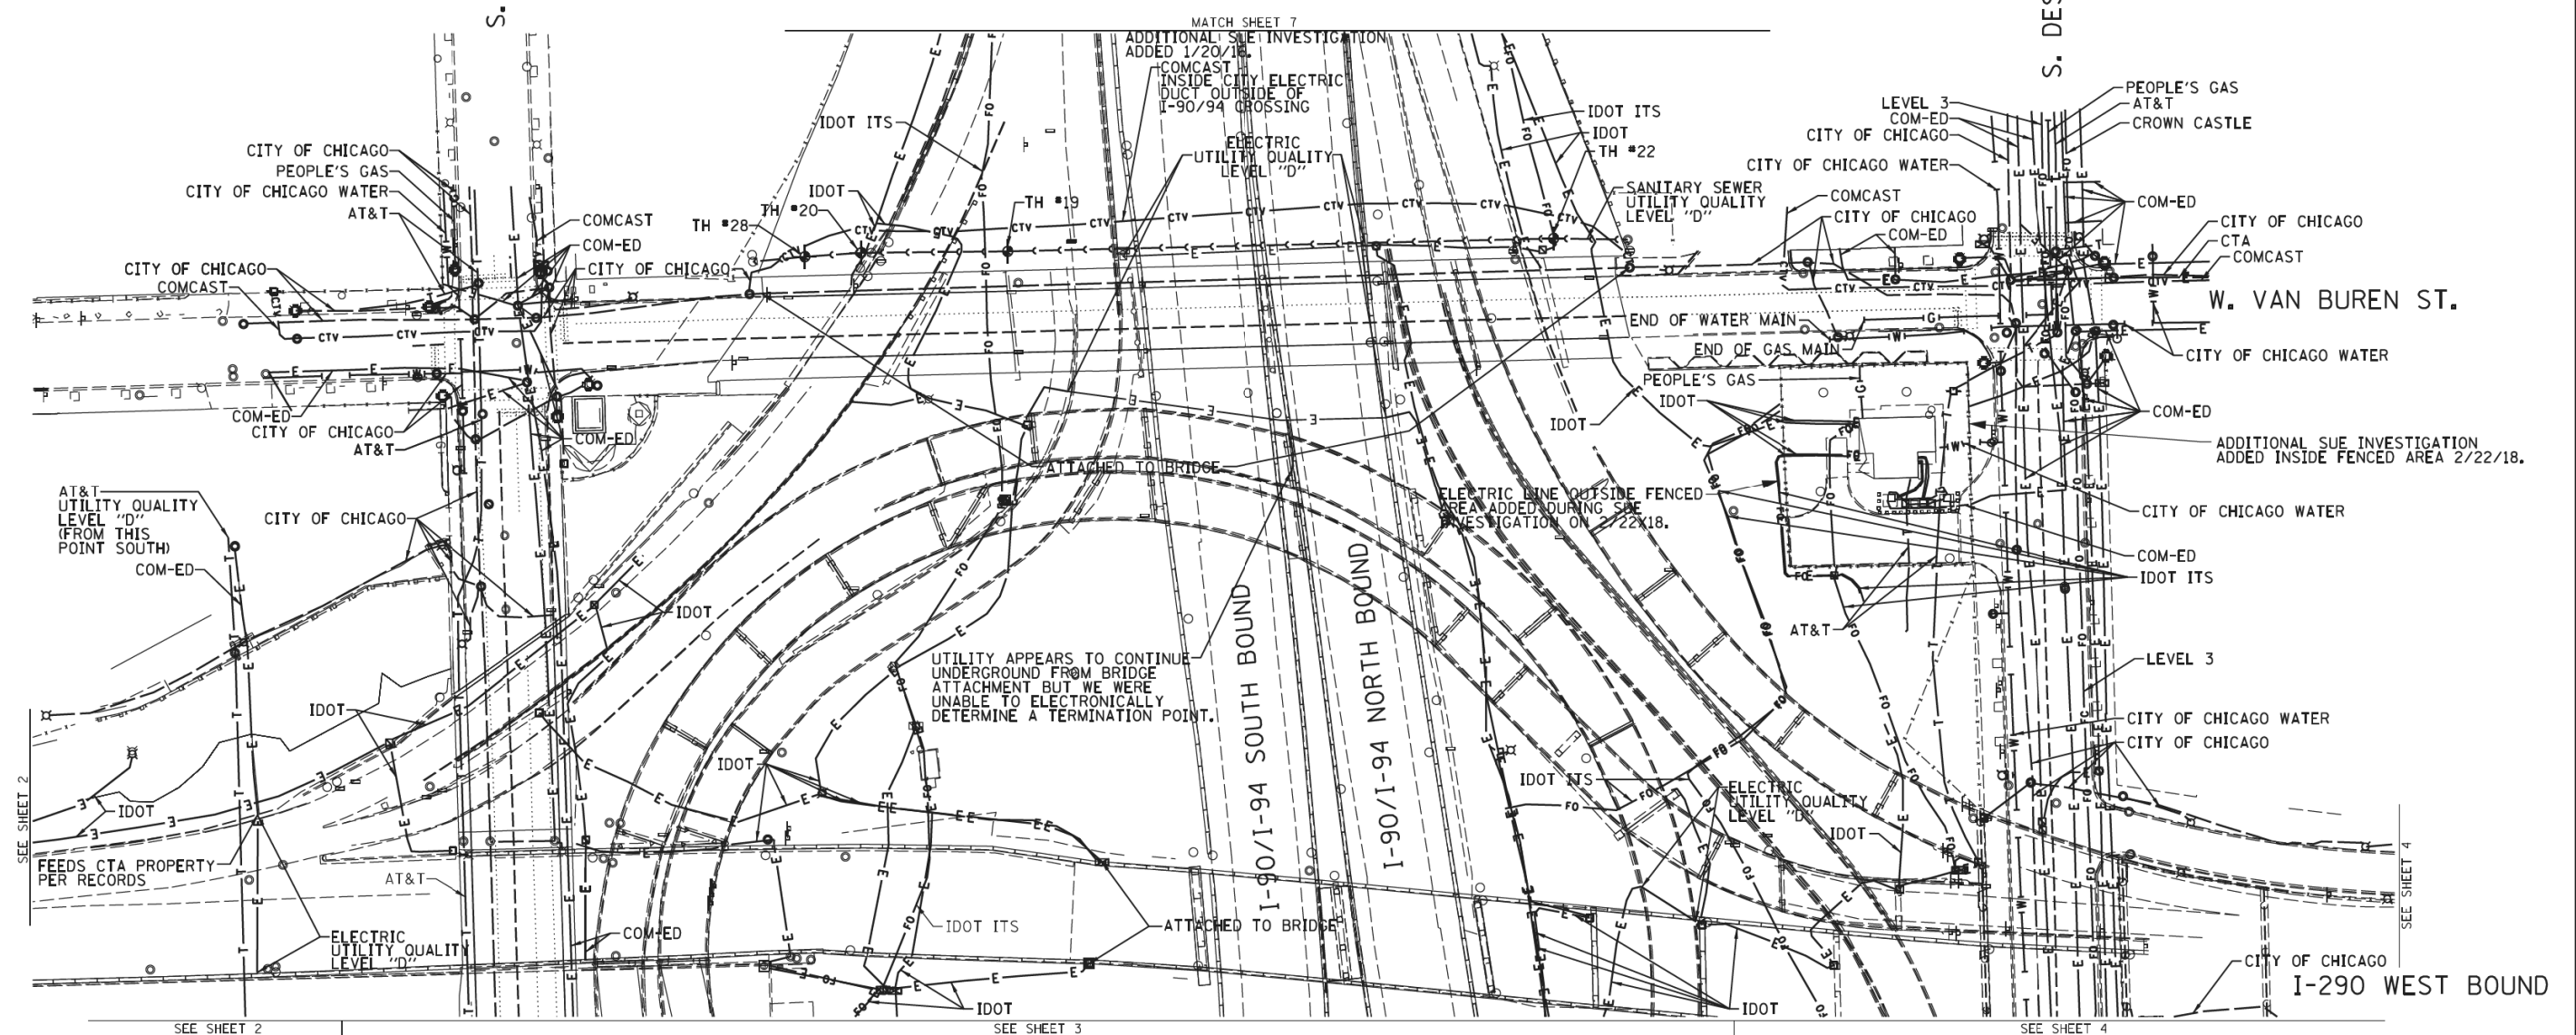 S.
MATCH SHEET 7
S. DES
ADDITIONAL SUE INVESTIGATION
ADDED 1/20/1
COMCAST
INSIDE CITY ELECTRIC
DUCT OUTSIDE OF
I-90/94 CROSSING
IDOT ITS
ELECTRIC
UTILITY QUALITY
LEVEL "D"
IDOT ITS
IDOT
TH #22
LEVEL 3
COM-ED
CITY OF CHICAGO
CITY OF CHICAGO WATER
PEOPLE'S GAS
AT&T
CROWN CASTLE
CITY OF CHICAGO
PEOPLE'S GAS
CITY OF CHICAGO WATER
AT&T
COMCAST
COM-ED
CITY OF CHICAGO
TH #28
TH #20
IDOT
TH #19
SANITARY SEWER
UTILITY QUALITY
LEVEL "D"
COMCAST
CITY OF CHICAGO
COM-ED
COM-ED
CITY OF CHICAGO
CTA
COMCAST
CITY OF CHICAGO
COMCAST
W. VAN BUREN ST.
END OF WATER MAIN
END OF GAS MAIN
CITY OF CHICAGO WATER
PEOPLE'S GAS
IDOT
IDOT
COM-ED
COM-ED
CITY OF CHICAGO
AT&T
COM-ED
ATTACHED TO BRIDGE
ADDITIONAL SUE INVESTIGATION
ADDED INSIDE FENCED AREA 2/22/18.
AT&T
UTILITY QUALITY
LEVEL "D"
(FROM THIS
POINT SOUTH)
COM-ED
CITY OF CHICAGO
ELECTRIC LINE OUTSIDE FENCED
AREA ADDED DURING SUE
INVESTIGATION ON 2/22/18.
CITY OF CHICAGO WATER
COM-ED
IDOT ITS
AT&T
IDOT
UTILITY APPEARS TO CONTINUE
UNDERGROUND FROM BRIDGE
ATTACHMENT BUT WE WERE
UNABLE TO ELECTRONICALLY
DETERMINE A TERMINATION POINT.
I-90/I-94 SOUTH BOUND
I-90/I-94 NORTH BOUND
LEVEL 3
IDOT
CITY OF CHICAGO WATER
CITY OF CHICAGO
IDOT
IDOT ITS
ELECTRIC
UTILITY QUALITY
LEVEL "D"
IDOT
SEE SHEET 2
IDOT
FEEDS CTA PROPERTY
PER RECORDS
AT&T
SEE SHEET 4
ELECTRIC
UTILITY QUALITY
LEVEL "D"
COM-ED
IDOT ITS
ATTACHED TO BRIDGE
IDOT
IDOT
CITY OF CHICAGO
I-290 WEST BOUND
SEE SHEET 2
SEE SHEET 3
SEE SHEET 4